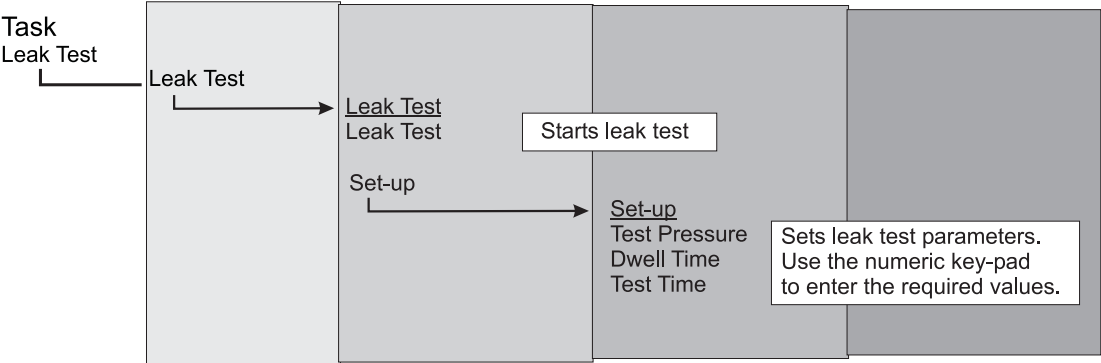 Task
Leak Test
Leak Test
Leak Test
Leak Test
Starts leak test
Set-up
Set-up
Test Pressure
Dwell Time
Test Time
Sets leak test parameters.
Use the numeric key-pad
to enter the required values.